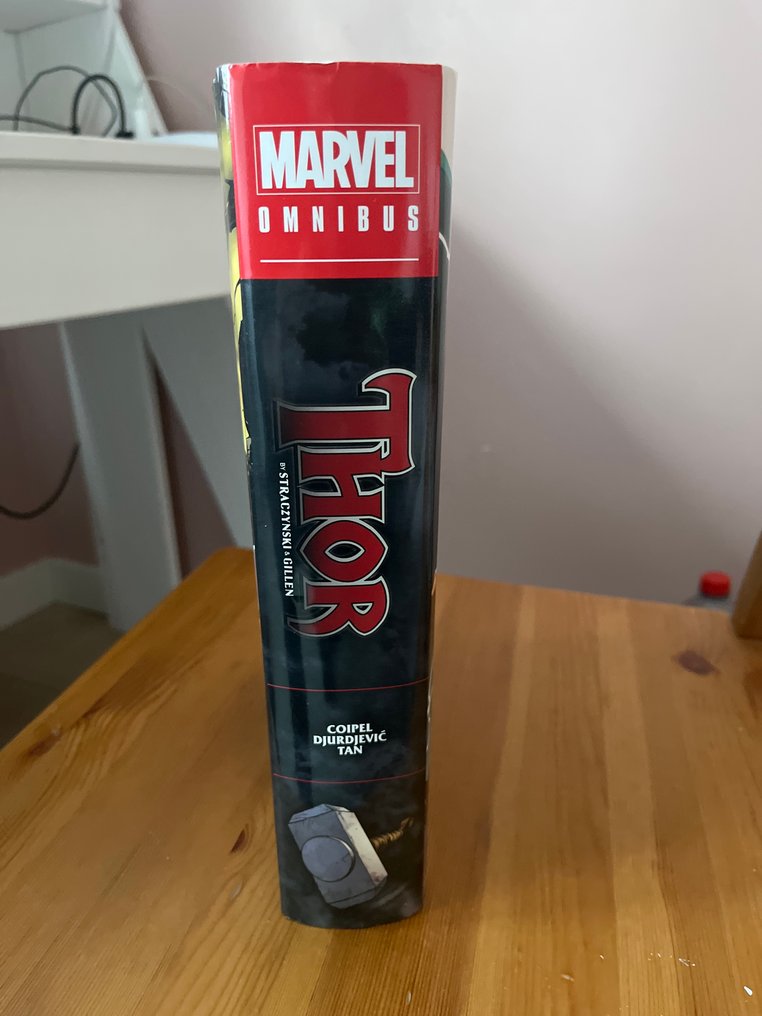 MARVEL
OMNIBUS
THOR
BY STRACZYNSKI & GILLEN
COIPEL
DJURDJEVIĆ
TAN